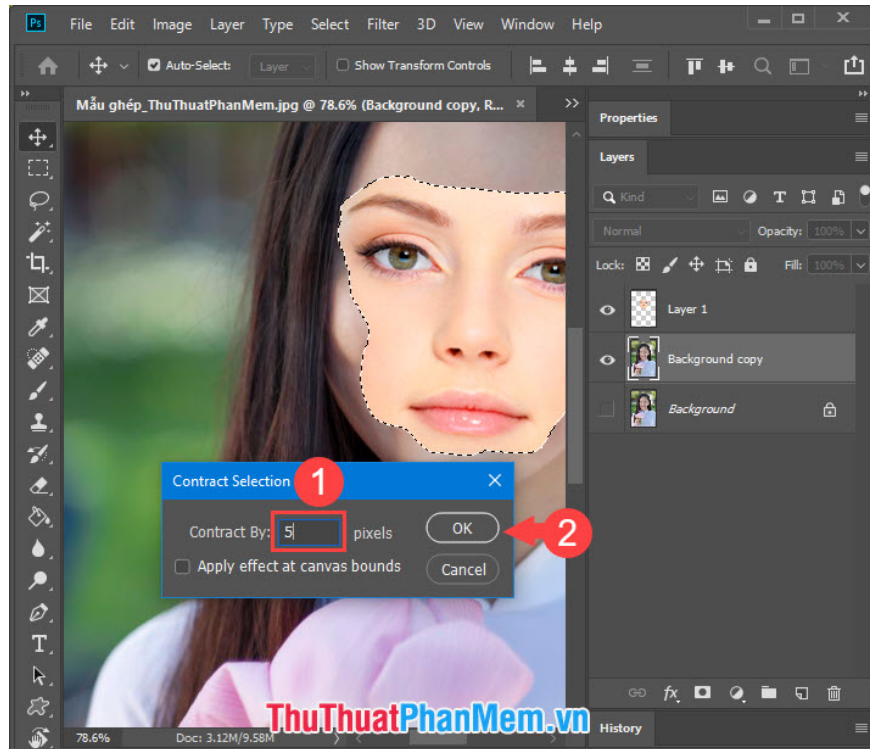 Ps File Edit Image Layer Type Select Filter 3D View Window Help
Auto-Select: Layer Show Transform Controls
Mẫu ghép_ThuThuatPhanMem.jpg @ 78.6% (Background copy, R...
Properties
Layers
Kind
Normal Opacity: 100%
Lock: Fill: 100%
Layer 1
Background copy
Background
Contract Selection 1
Contract By: 5 pixels OK 2
Apply effect at canvas bounds Cancel
fx
ThuThuatPhanMem.vn
78.6% Doc: 3.12M/9.58M
History